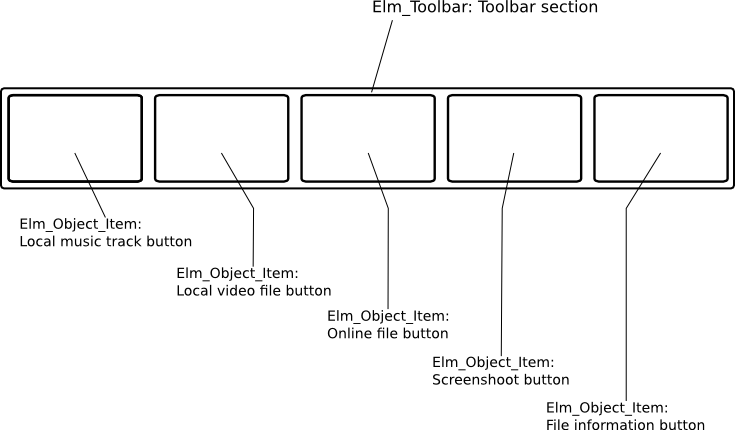 Elm_Toolbar: Toolbar section
Elm_Object_Item:
Local music track button
Elm_Object_Item:
Local video file button
Elm_Object_Item:
Online file button
Elm_Object_Item:
Screenshoot button
Elm_Object_Item:
File information button